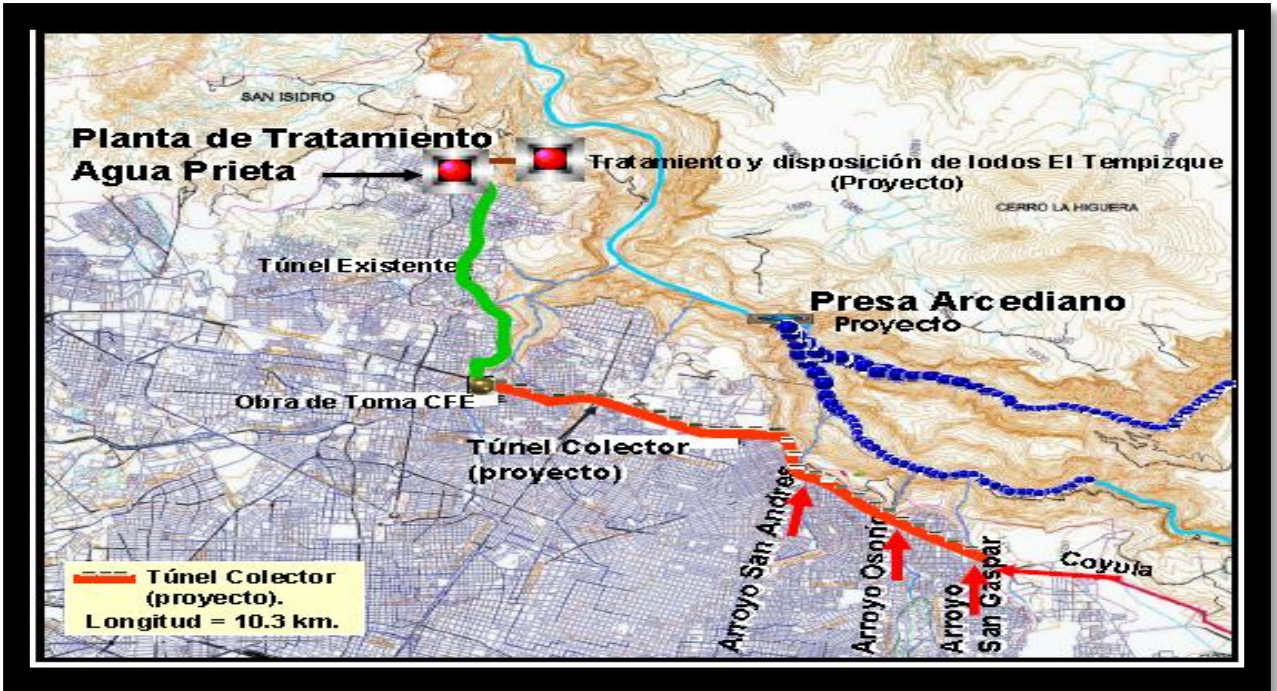 SAN ISIDRO
Planta de Tratamiento
Agua Prieta
Tratamiento y disposición de lodos El Tempizque
(Proyecto)
CERRO LA HIGUERA
Túnel Existente
Presa Arcediano
Proyecto
Obra de Toma CFE
Túnel Colector
(proyecto)
Arroyo San Andres
Arroyo Osorio
Arroyo
San Gaspar
Coyula
Túnel Colector
(proyecto).
Longitud = 10.3 km.